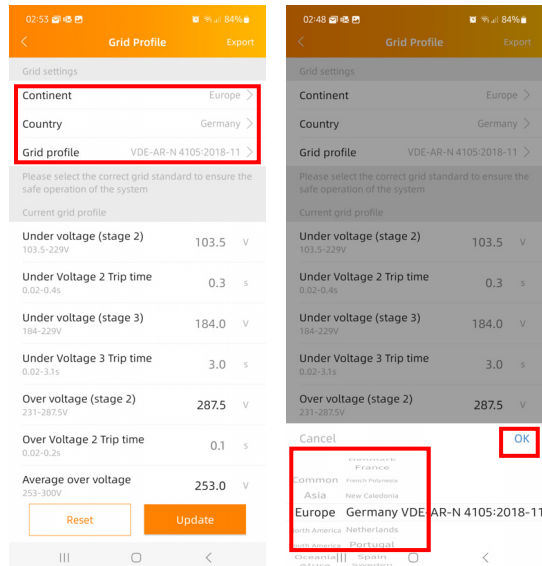 02:53
84%
Grid Profile
Export
Grid settings
Continent
Europe
Country
Germany
Grid profile
VDE-AR-N 4105:2018-11
Please select the correct grid standard to ensure the
safe operation of the system
Current grid profile
Under voltage (stage 2)
103.5 V
103.5-229V
Under Voltage 2 Trip time
0.3 s
0.02-0.4s
Under voltage (stage 3)
184.0 V
184-229V
Under Voltage 3 Trip time
3.0 s
0.02-3.1s
Over voltage (stage 2)
287.5 V
231-287.5V
Over Voltage 2 Trip time
0.1 s
0.02-0.2s
Average over voltage
253.0 V
253-300V
Reset
Update
02:48
84%
Grid Profile
Export
Grid settings
Continent
Europe
Country
Germany
Grid profile
VDE-AR-N 4105:2018-11
Please select the correct grid standard to ensure the
safe operation of the system
Current grid profile
Under voltage (stage 2)
103.5 V
103.5-229V
Under Voltage 2 Trip time
0.3 s
0.02-0.4s
Under voltage (stage 3)
184.0 V
184-229V
Under Voltage 3 Trip time
3.0 s
0.02-3.1s
Over voltage (stage 2)
287.5 V
231-287.5V
Cancel
OK
Denmark
France
Common French Polynesia
Asia New Caledonia
Europe Germany VDE-AR-N 4105:2018-11
North America Netherlands
South America Portugal
Oceania Spain
Africa Sweden